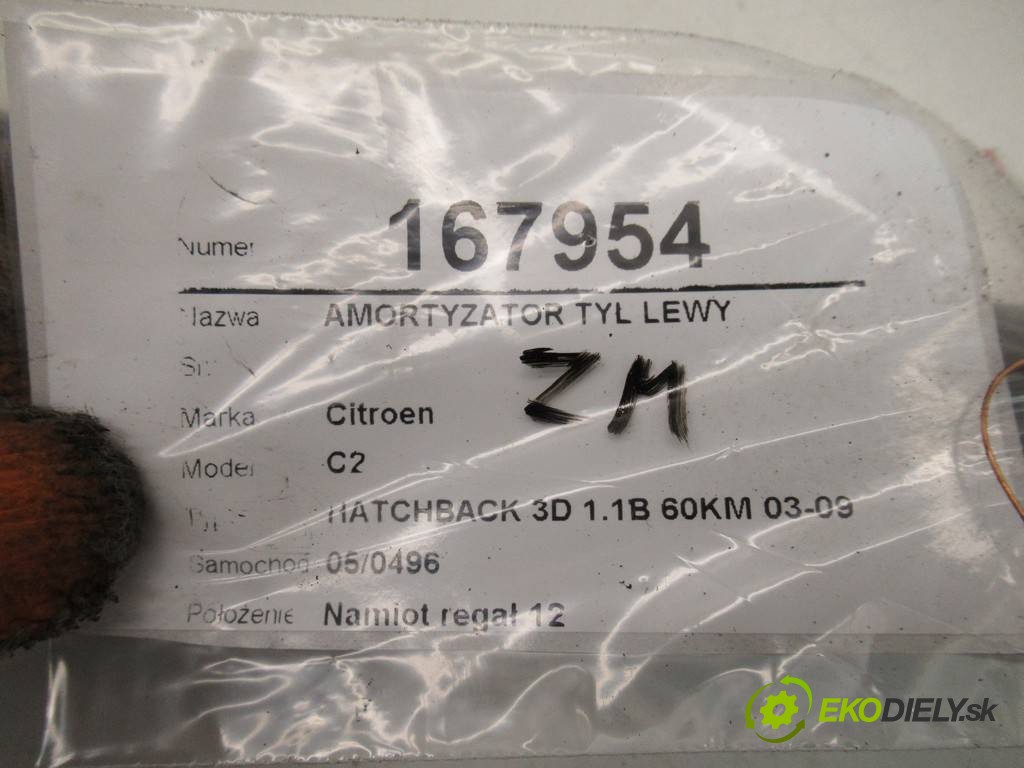 Numer 167954
Nazwa AMORTYZATOR TYL LEWY
ZM
Marka Citroen
Model C2
HATCHBACK 3D 1.1B 60KM 03-09
Samochod 05/0496
Położenie Namiot regał 12
EKODIELY.sk